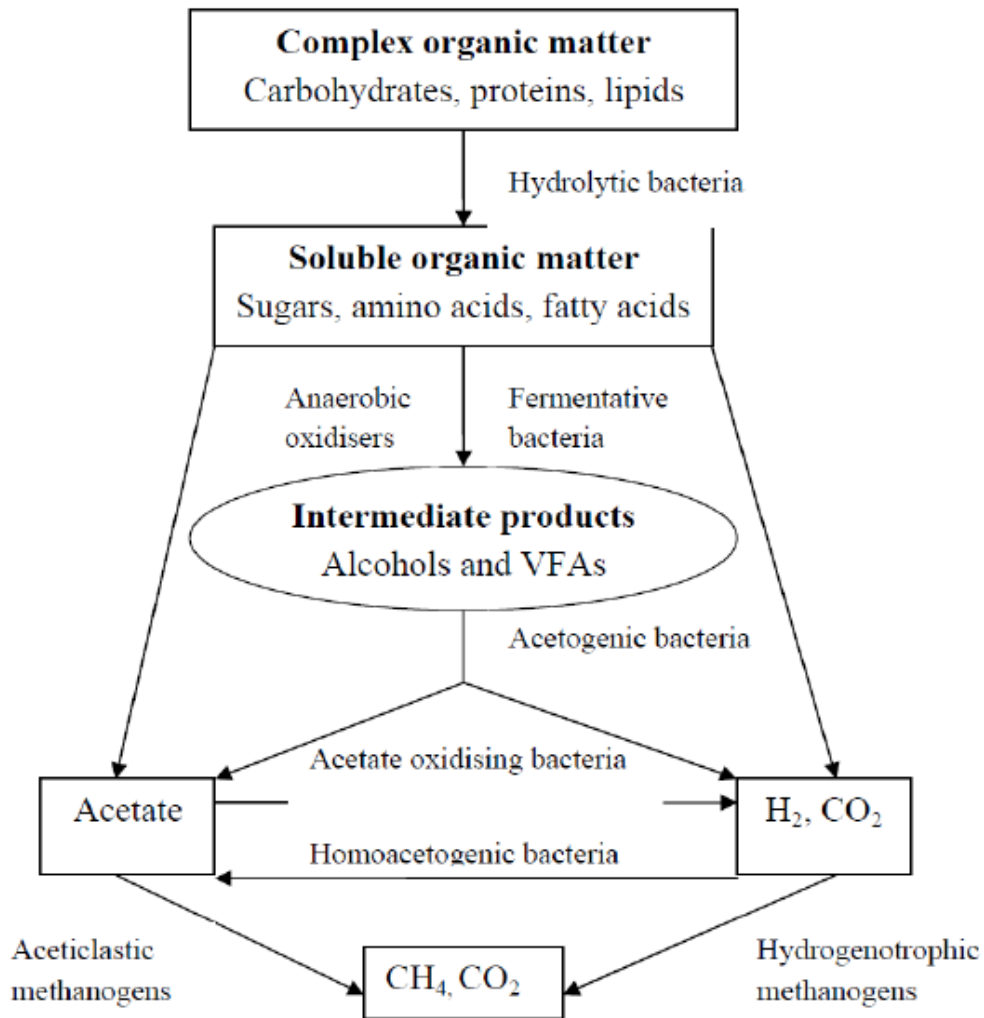 Complex organic matter
Carbohydrates, proteins, lipids
Hydrolytic bacteria
Soluble organic matter
Sugars, amino acids, fatty acids
Anaerobic
oxidisers
Fermentative
bacteria
Intermediate products
Alcohols and VFAs
Acetogenic bacteria
Acetate oxidising bacteria
Acetate
H₂, CO₂
Homoacetogenic bacteria
Aceticlastic
methanogens
CH₄, CO₂
Hydrogenotrophic
methanogens